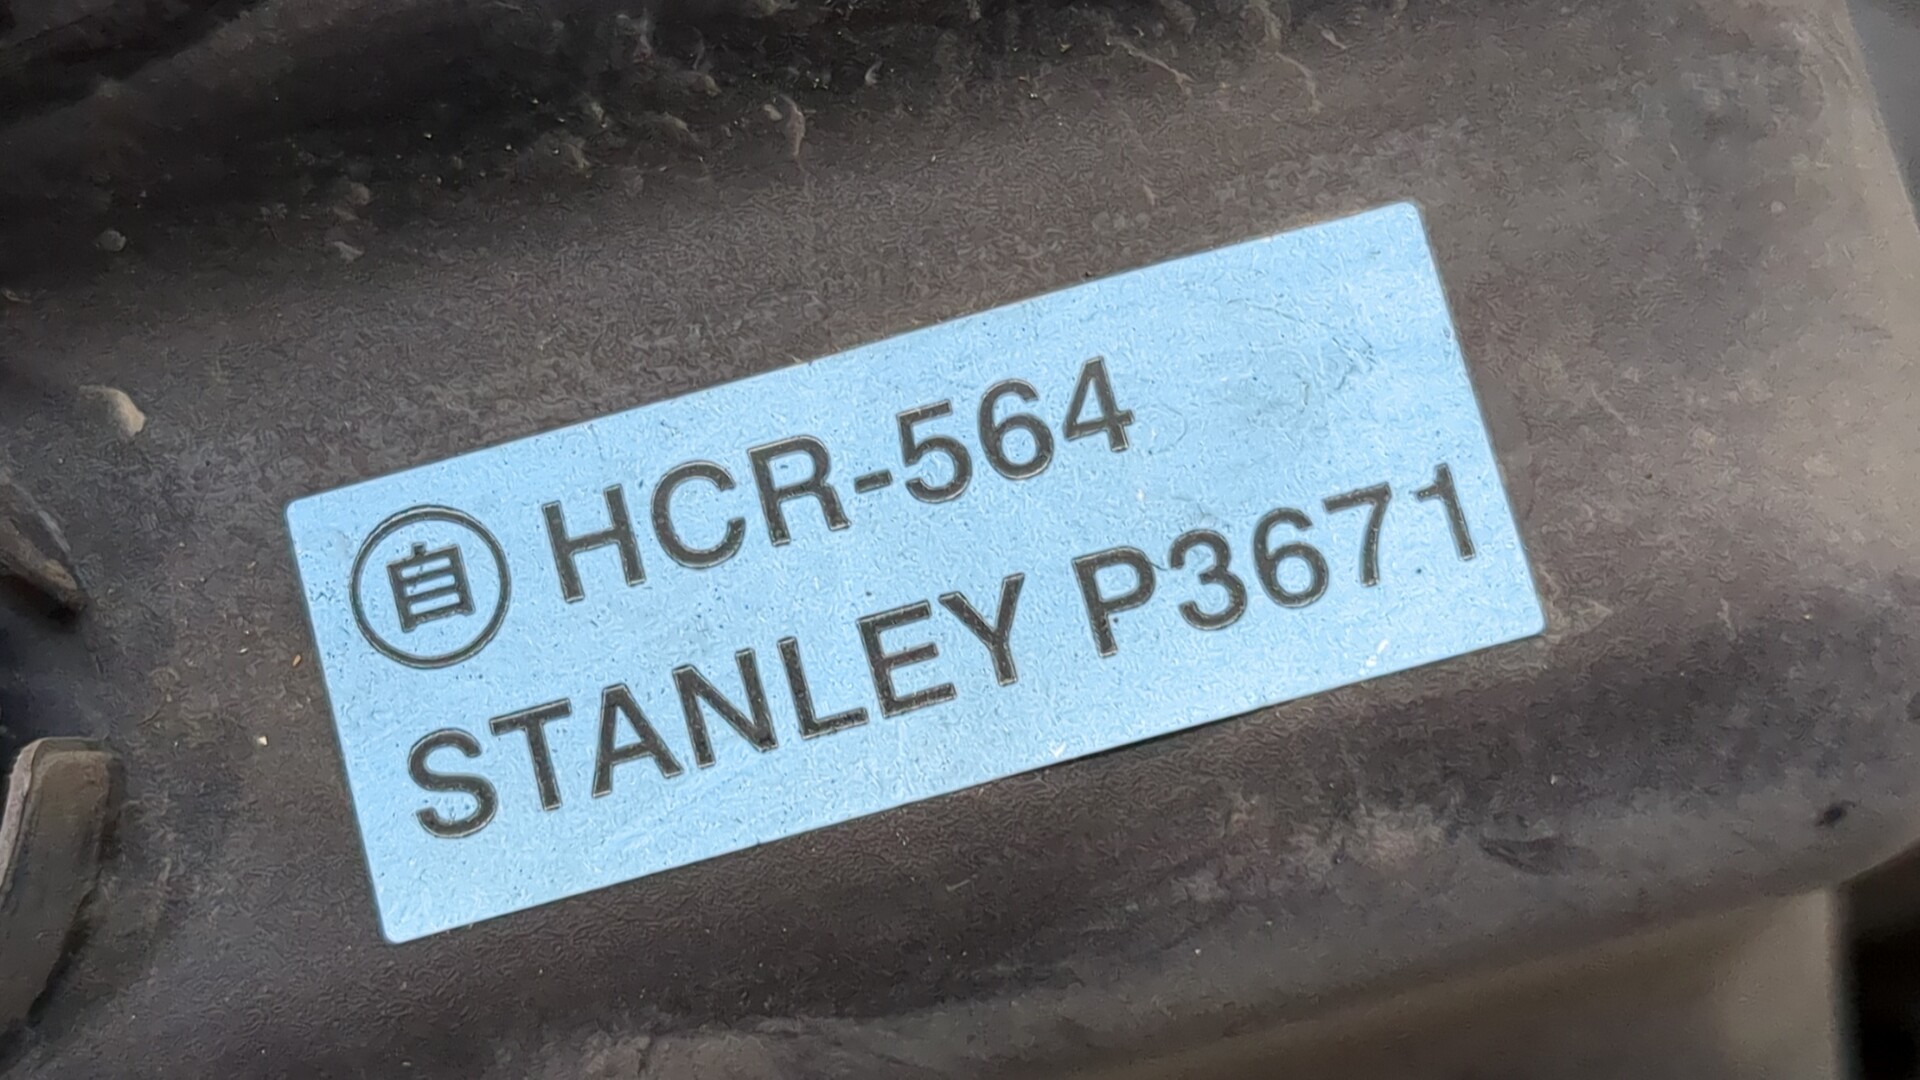 自 HCR-564
STANLEY P3671